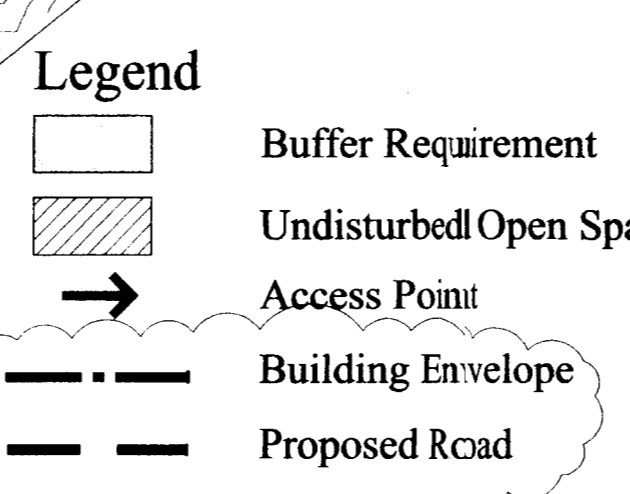 Legend
Buffer Requirement
Undisturbed Open Spa
Access Point
Building Envelope
Proposed Road